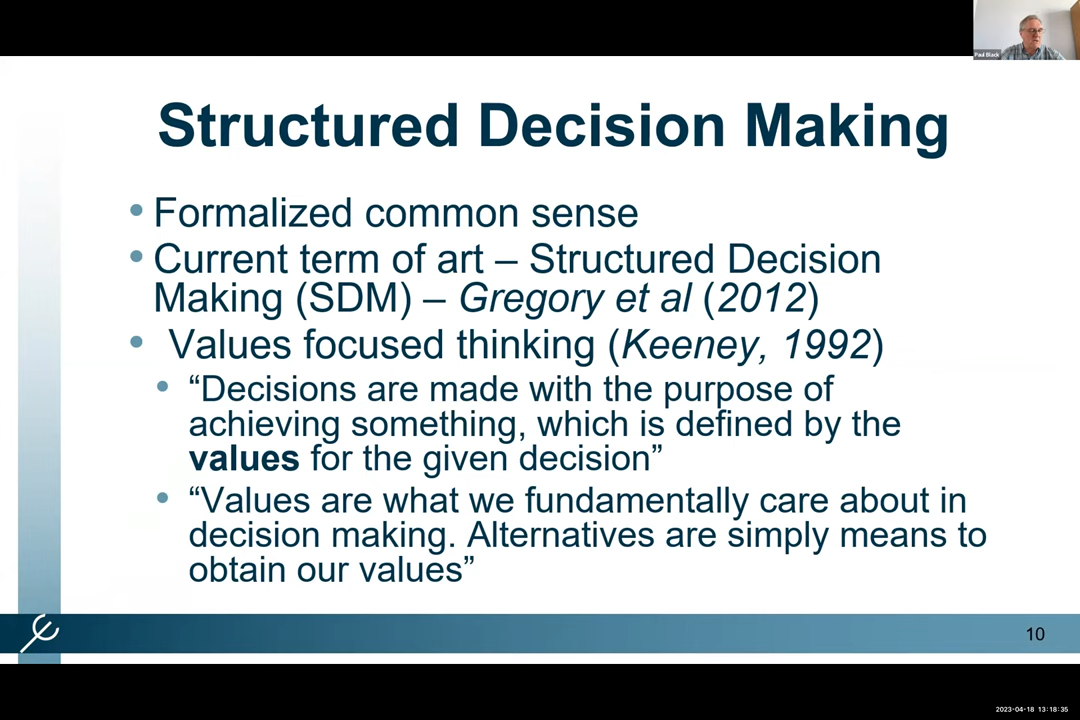 Paul Black
Structured Decision Making
• Formalized common sense
• Current term of art – Structured Decision
Making (SDM) – Gregory et al (2012)
• Values focused thinking (Keeney, 1992)
• “Decisions are made with the purpose of
achieving something, which is defined by the
values for the given decision”
• “Values are what we fundamentally care about in
decision making. Alternatives are simply means to
obtain our values”
10
2023-04-18 13:18:35